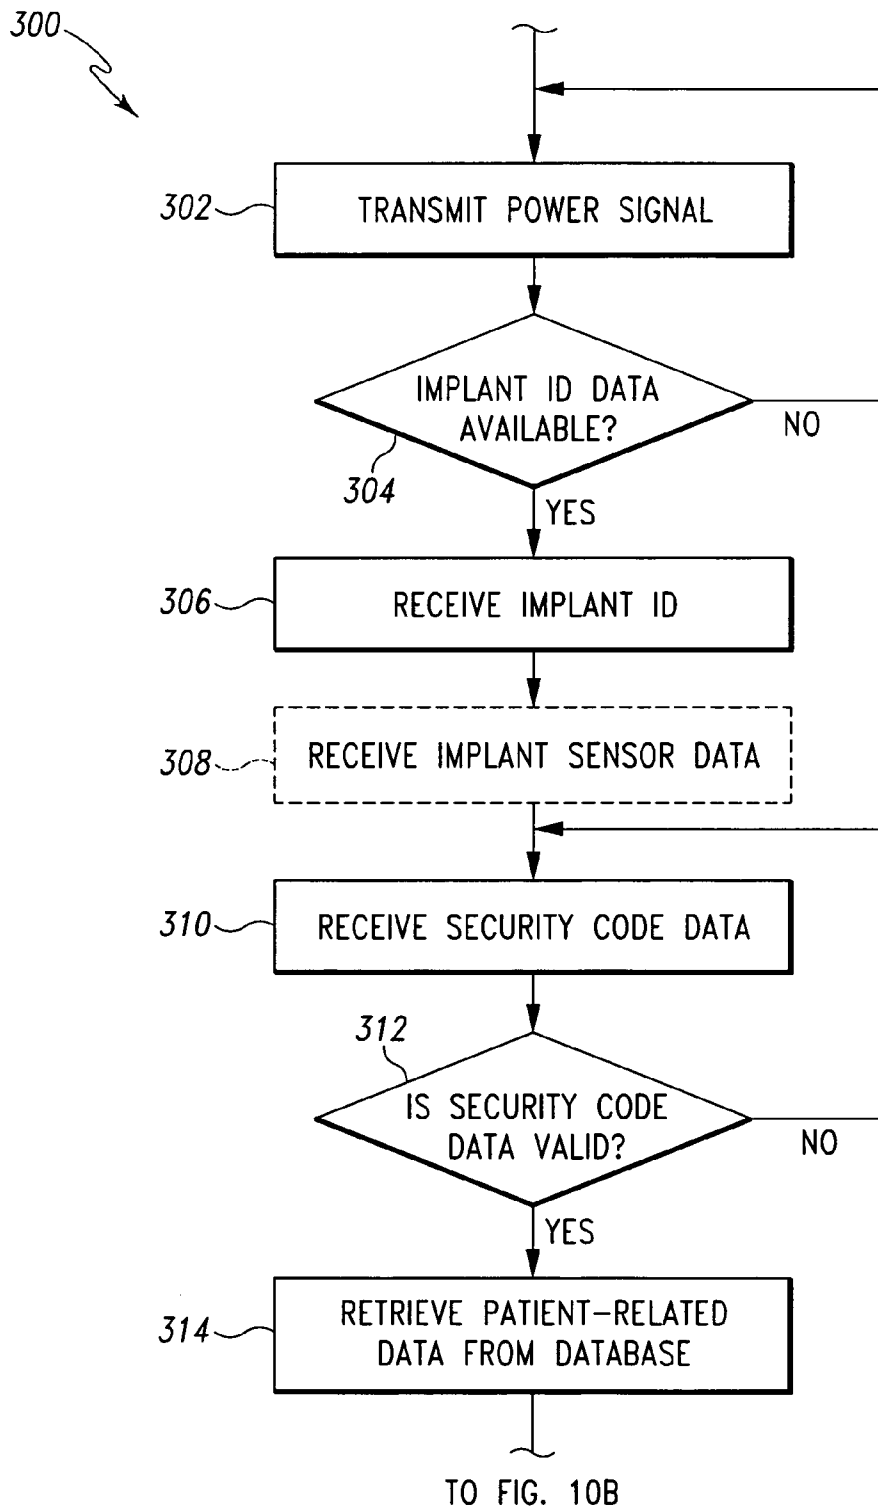 300
302
TRANSMIT POWER SIGNAL
IMPLANT ID DATA
AVAILABLE?
NO
304
YES
306
RECEIVE IMPLANT ID
308
RECEIVE IMPLANT SENSOR DATA
310
RECEIVE SECURITY CODE DATA
312
IS SECURITY CODE
DATA VALID?
NO
YES
314
RETRIEVE PATIENT-RELATED
DATA FROM DATABASE
TO FIG. 10B